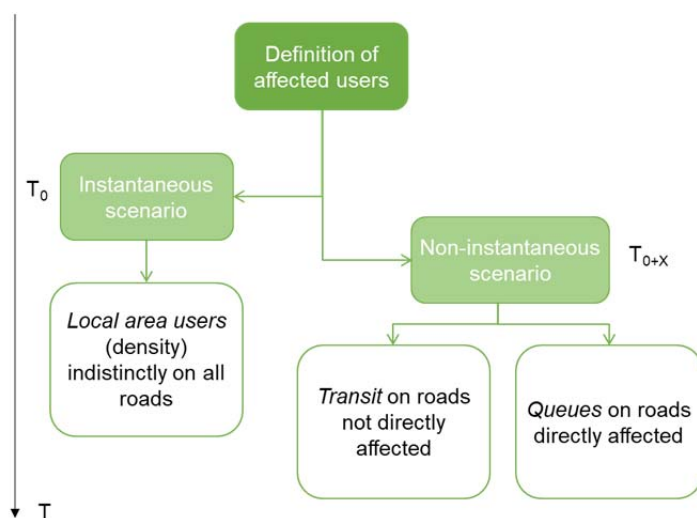 Definition of
affected users
T0
Instantaneous
scenario
Non-instantaneous
scenario
T0+X
Local area users
(density)
indistinctly on all
roads
Transit on roads
not directly
affected
Queues on roads
directly affected
T